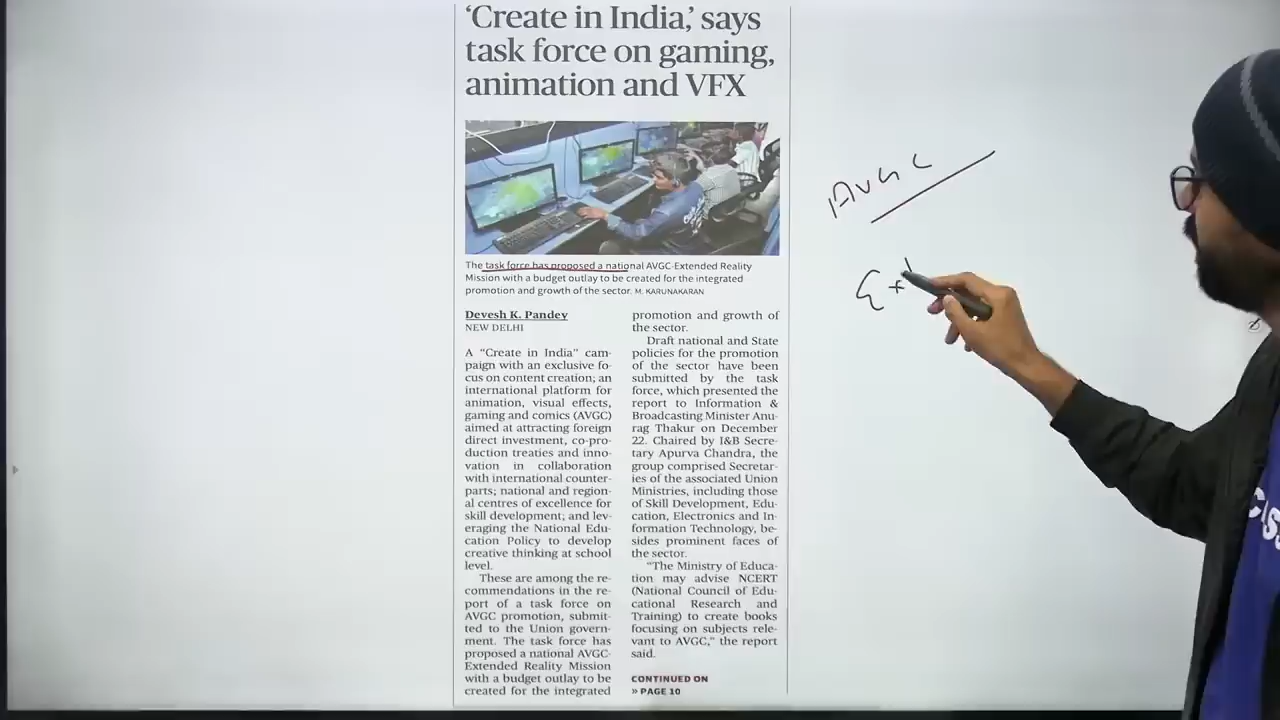 ‘Create in India,’ says
task force on gaming,
animation and VFX
The task force has proposed a national AVGC-Extended Reality
Mission with a budget outlay to be created for the integrated
promotion and growth of the sector. M. KARUNAKARAN
Devesh K. Pandey
NEW DELHI
A “Create in India” cam-
paign with an exclusive fo-
cus on content creation; an
international platform for
animation, visual effects,
gaming and comics (AVGC)
aimed at attracting foreign
direct investment, co-pro-
duction treaties and inno-
vation in collaboration
with international counter-
parts; national and region-
al centres of excellence for
skill development; and lev-
eraging the National Edu-
cation Policy to develop
creative thinking at school
level.
These are among the re-
commendations in the re-
port of a task force on
AVGC promotion, submit-
ted to the Union govern-
ment. The task force has
proposed a national AVGC-
Extended Reality Mission
with a budget outlay to be
created for the integrated
promotion and growth of
the sector.
Draft national and State
policies for the promotion
of the sector have been
submitted by the task
force, which presented the
report to Information &
Broadcasting Minister Anu-
rag Thakur on December
22. Chaired by I&B Secre-
tary Apurva Chandra, the
group comprised Secretar-
ies of the associated Union
Ministries, including those
of Skill Development, Edu-
cation, Electronics and In-
formation Technology, be-
sides prominent faces of
the sector.
“The Ministry of Educa-
tion may advise NCERT
(National Council of Edu-
cational Research and
Training) to create books
focusing on subjects rele-
vant to AVGC,” the report
said.
CONTINUED ON
» PAGE 10
AVGC
Ext